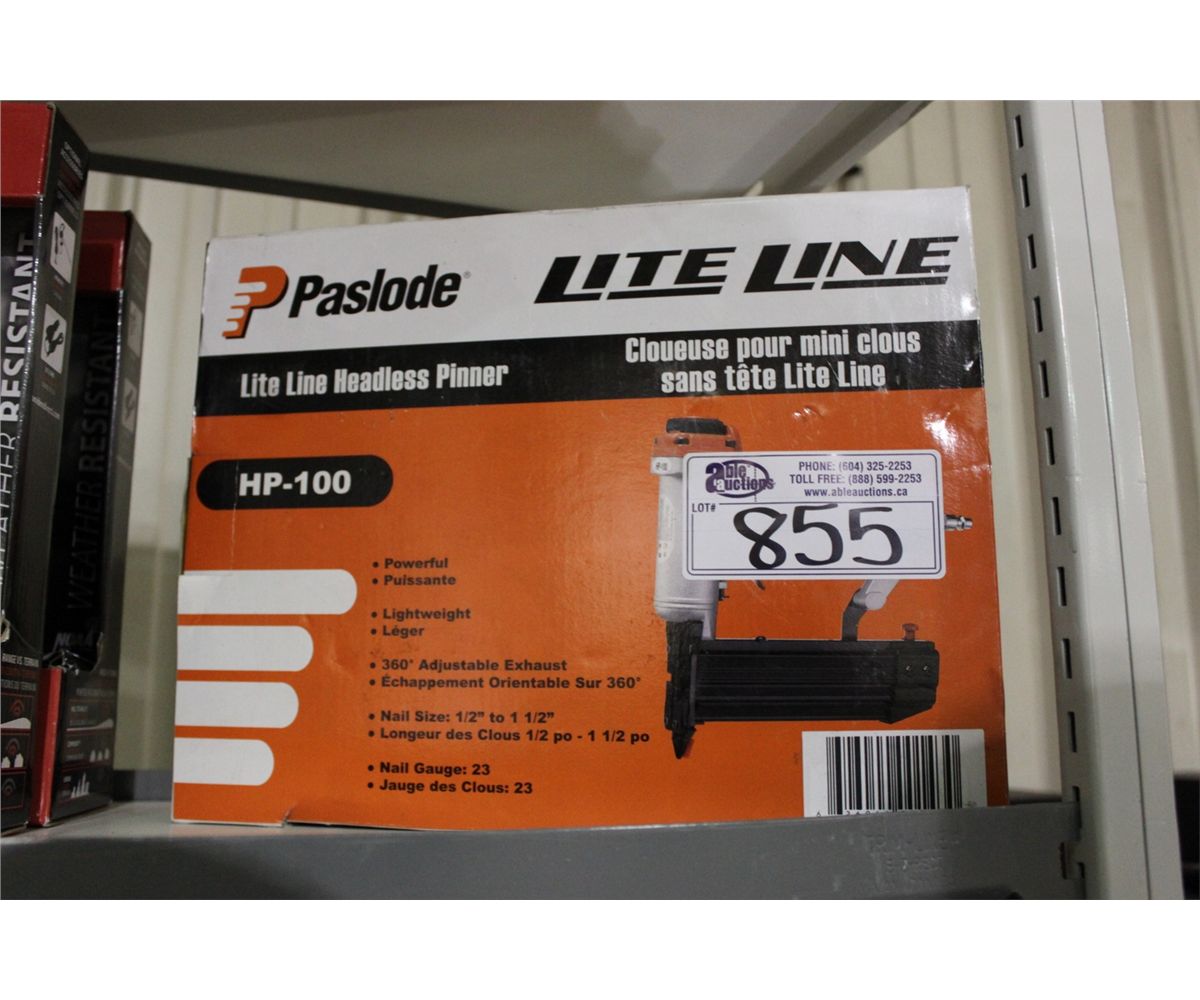 Paslode®
LITE LINE
Lite Line Headless Pinner
Cloueuse pour mini clous
sans tête Lite Line
HP-100
able
auctions
PHONE: (604) 325-2253
TOLL FREE: (888) 599-2253
www.ableauctions.ca
LOT#
855
• Powerful
• Puissante
• Lightweight
• Léger
• 360° Adjustable Exhaust
• Échappement Orientable Sur 360°
• Nail Size: 1/2" to 1 1/2"
• Longeur des Clous 1/2 po - 1 1/2 po
• Nail Gauge: 23
• Jauge des Clous: 23
RESISTANT
WEATHER RESISTANT